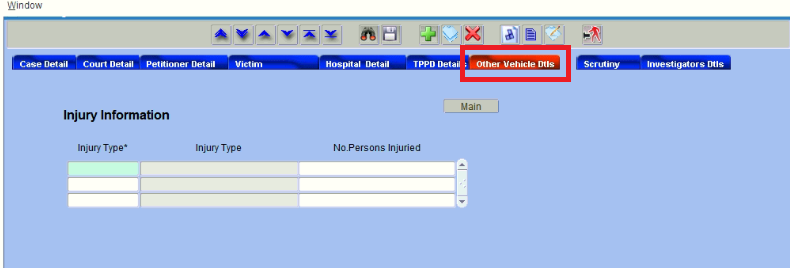 Window
Case Detail Court Detail Petitioner Detail Victim Hospital Detail TPPD Details Other Vehicle Dtls Scrutiny Investigators Dtls
Main
Injury Information
Injury Type* Injury Type No.Persons Injuried